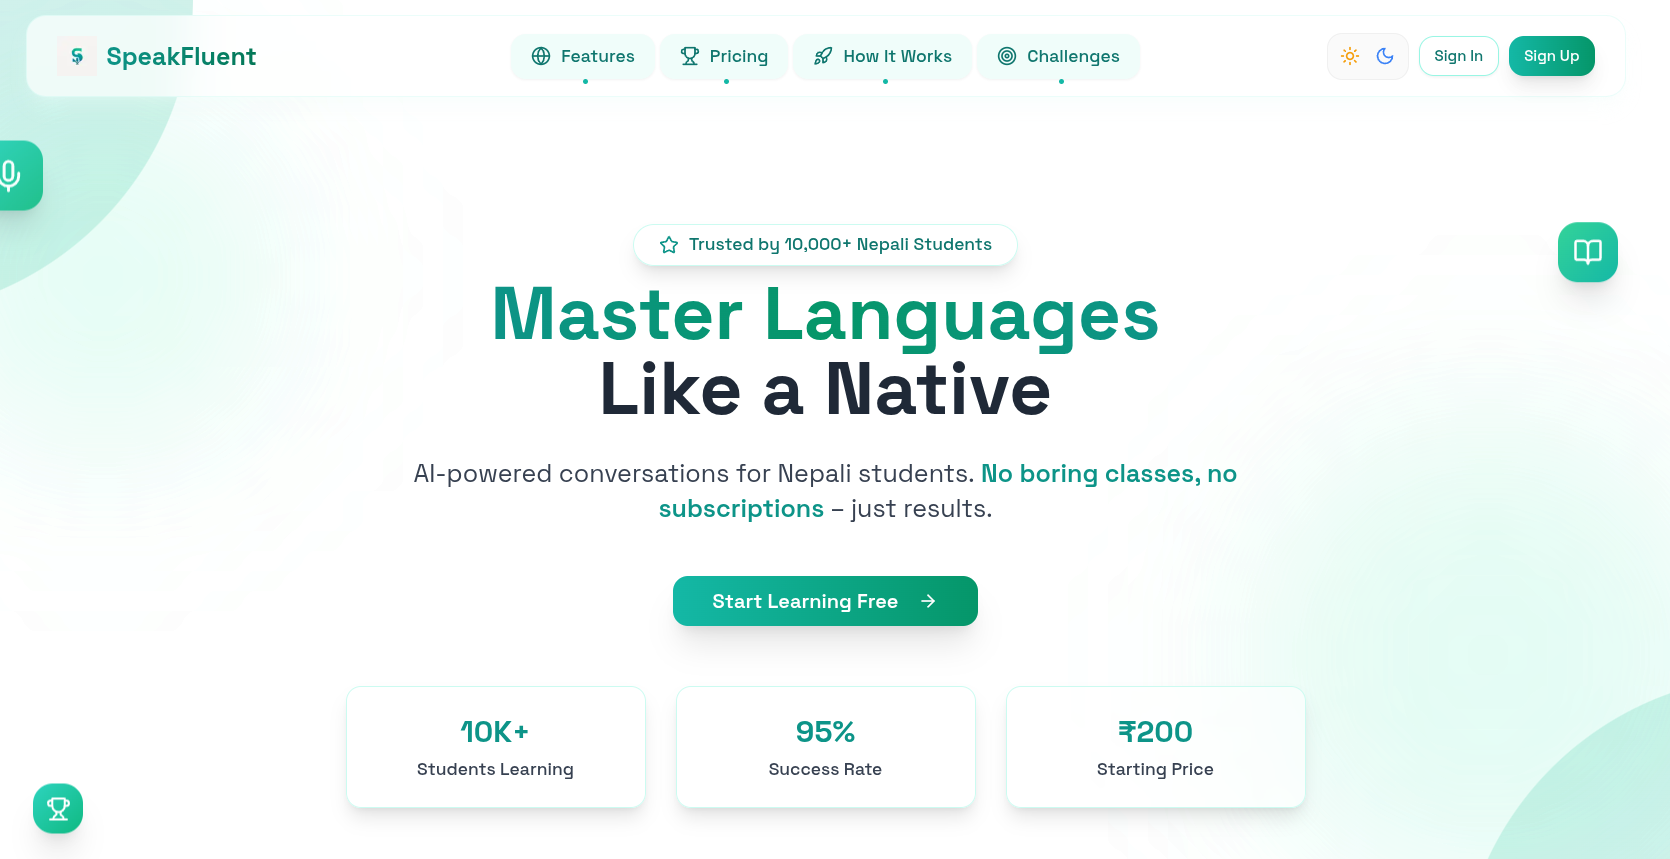 SpeakFluent
Features
Pricing
How It Works
Challenges
Sign In
Sign Up
Trusted by 10,000+ Nepali Students
Master Languages
Like a Native
AI-powered conversations for Nepali students. No boring classes, no
subscriptions – just results.
Start Learning Free
10K+
Students Learning
95%
Success Rate
₹200
Starting Price